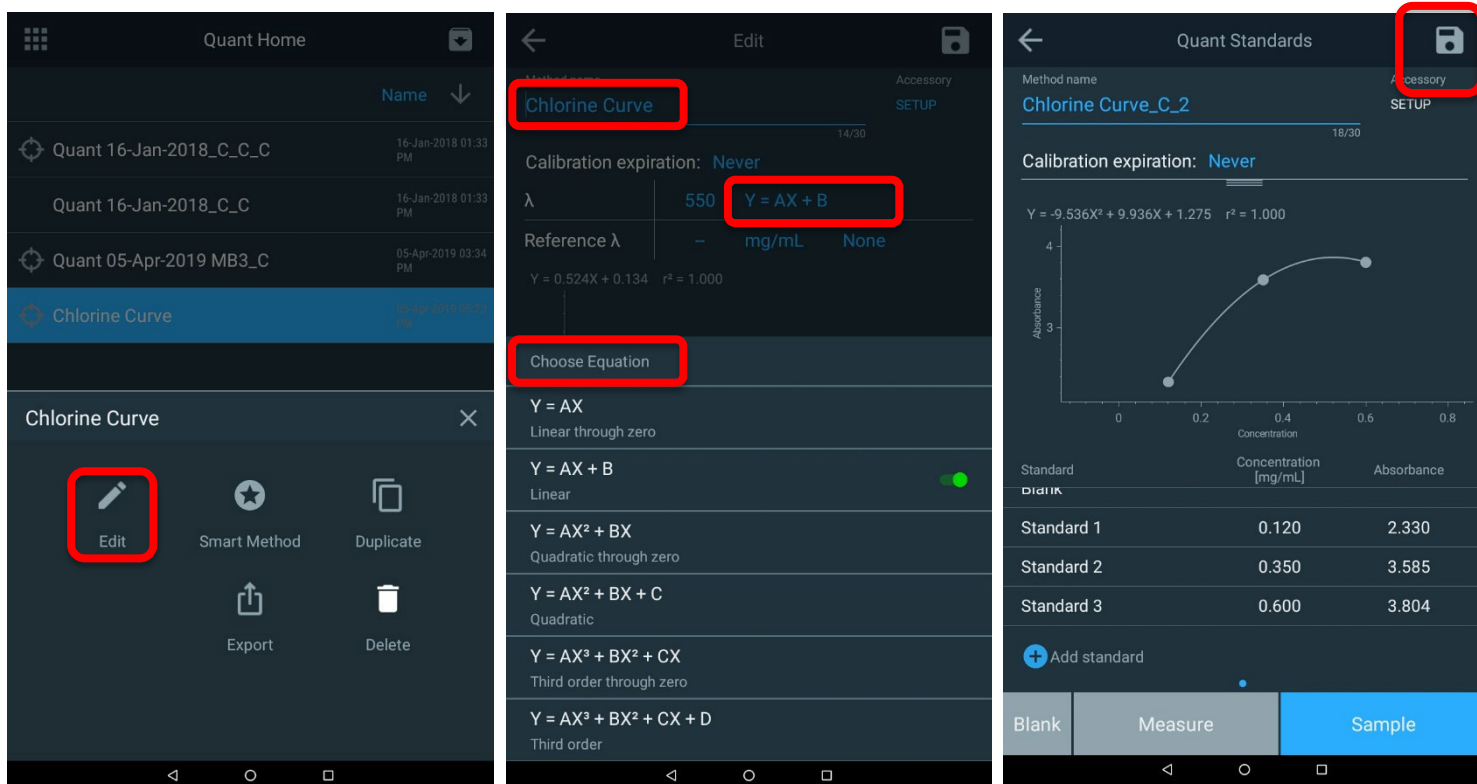 Quant Home
Name
Quant 16-Jan-2018_C_C_C
16-Jan-2018 01:33
PM
Quant 16-Jan-2018_C_C
16-Jan-2018 01:33
PM
Quant 05-Apr-2019 MB3_C
05-Apr-2019 03:34
PM
Chlorine Curve
PM
Chlorine Curve
Edit
Smart Method
Duplicate
Export
Delete
Edit
Method name
Accessory
Chlorine Curve
SETUP
14/30
Calibration expiration: Never
λ 550 Y = AX + B
Reference λ -- mg/mL None
Y = 0.524X + 0.134 r² = 1.000
Choose Equation
Y = AX
Linear through zero
Y = AX + B
Linear
Y = AX² + BX
Quadratic through zero
Y = AX² + BX + C
Quadratic
Y = AX³ + BX² + CX
Third order through zero
Y = AX³ + BX² + CX + D
Third order
Quant Standards
Method name
Accessory
Chlorine Curve_C_2
SETUP
18/30
Calibration expiration: Never
Y = -9.536X² + 9.936X + 1.275 r² = 1.000
4
3
Absorbance
0 0.2 0.4 0.6 0.8
Concentration
Standard
Concentration
[mg/mL]
Absorbance
Blank
Standard 1 0.120 2.330
Standard 2 0.350 3.585
Standard 3 0.600 3.804
Add standard
Blank
Measure
Sample